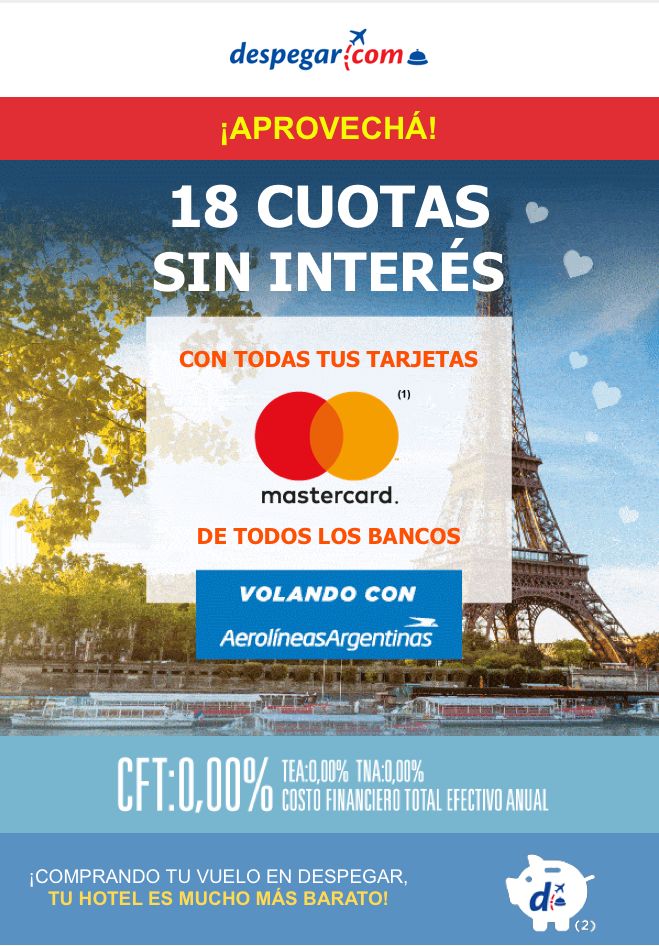 despegar.com
¡APROVECHÁ!
18 CUOTAS
SIN INTERÉS
CON TODAS TUS TARJETAS
(1)
mastercard.
DE TODOS LOS BANCOS
VOLANDO CON
AerolíneasArgentinas
CFT:0,00% TEA:0,00% TNA:0,00%
COSTO FINANCIERO TOTAL EFECTIVO ANUAL
¡COMPRANDO TU VUELO EN DESPEGAR,
TU HOTEL ES MUCHO MÁS BARATO!
d!
(2)